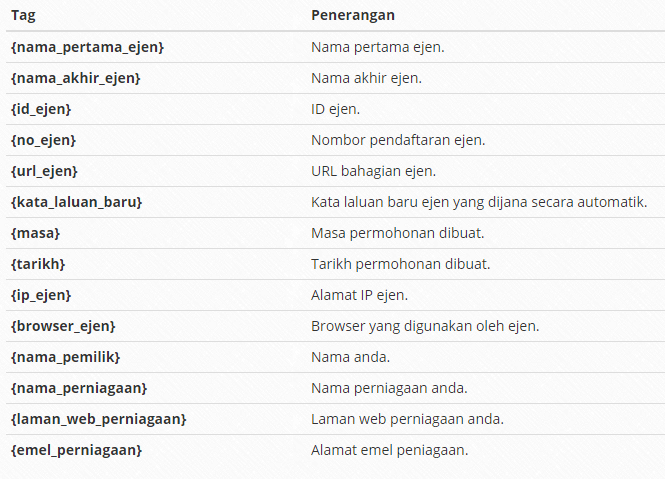 Tag Penerangan
{nama_pertama_ejen} Nama pertama ejen.
{nama_akhir_ejen} Nama akhir ejen.
{id_ejen} ID ejen.
{no_ejen} Nombor pendaftaran ejen.
{url_ejen} URL bahagian ejen.
{kata_laluan_baru} Kata laluan baru ejen yang dijana secara automatik.
{masa} Masa permohonan dibuat.
{tarikh} Tarikh permohonan dibuat.
{ip_ejen} Alamat IP ejen.
{browser_ejen} Browser yang digunakan oleh ejen.
{nama_pemilik} Nama anda.
{nama_perniagaan} Nama perniagaan anda.
{laman_web_perniagaan} Laman web perniagaan anda.
{emel_perniagaan} Alamat emel peniagaan.